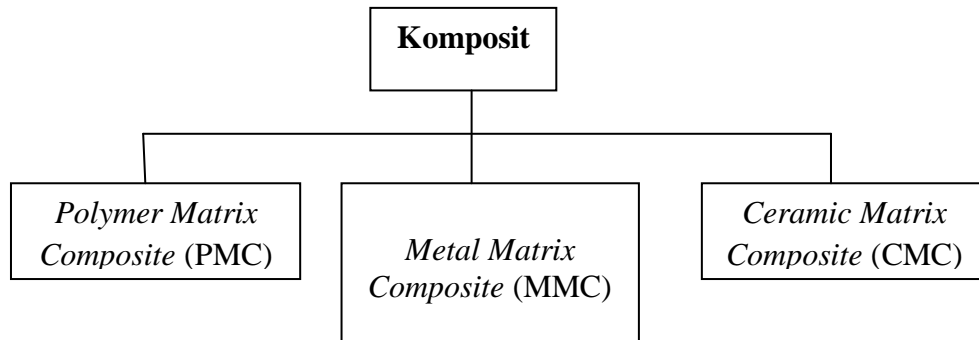 Komposit
Polymer Matrix
Composite (PMC)
Metal Matrix
Composite (MMC)
Ceramic Matrix
Composite (CMC)